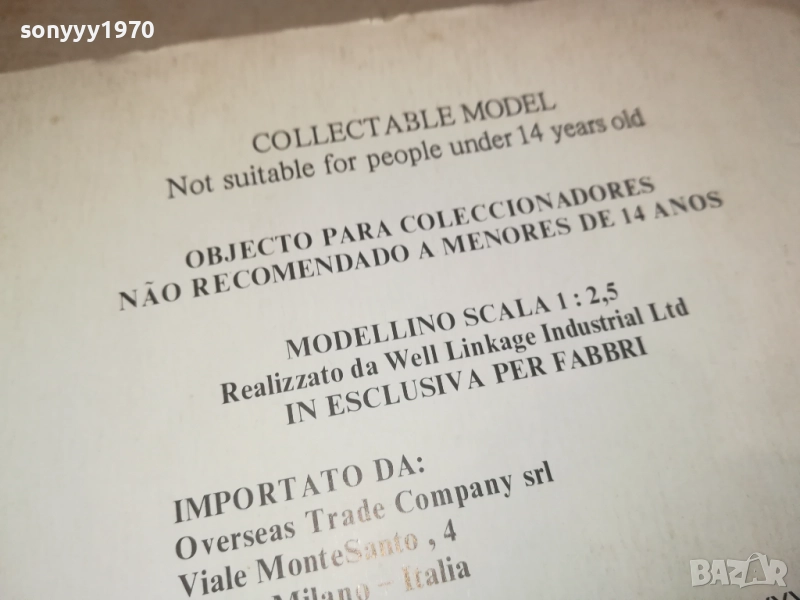 sonyyy1970
COLLECTABLE MODEL
Not suitable for people under 14 years old
OBJECTO PARA COLECCIONADORES
NÃO RECOMENDADO A MENORES DE 14 ANOS
MODELLINO SCALA 1 : 2,5
Realizzato da Well Linkage Industrial Ltd
IN ESCLUSIVA PER FABBRI
IMPORTATO DA:
Overseas Trade Company srl
Viale MonteSanto , 4
Milano – Italia
BAZAR